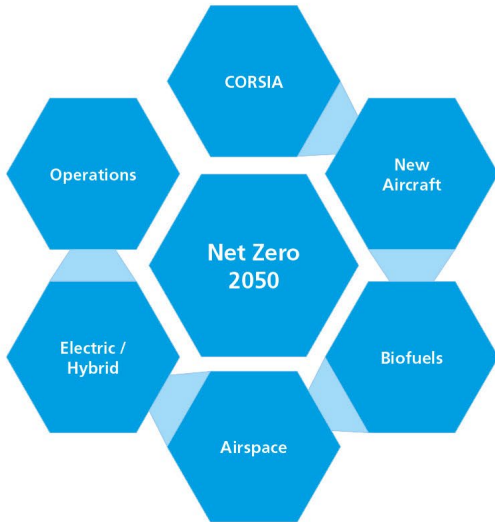 CORSIA
Operations
New
Aircraft
Net Zero
2050
Electric /
Hybrid
Biofuels
Airspace